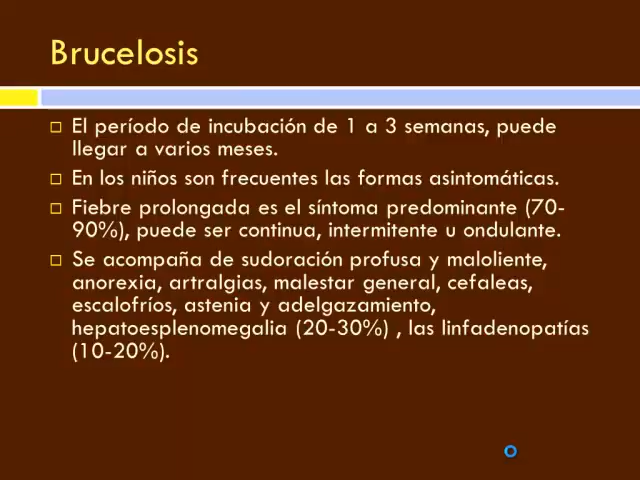 Brucelosis
El período de incubación de 1 a 3 semanas, puede
llegar a varios meses.
En los niños son frecuentes las formas asintomáticas.
Fiebre prolongada es el síntoma predominante (70-
90%), puede ser continua, intermitente u ondulante.
Se acompaña de sudoración profusa y maloliente,
anorexia, artralgias, malestar general, cefaleas,
escalofríos, astenia y adelgazamiento,
hepatoesplenomegalia (20-30%) , las linfadenopatías
(10-20%).